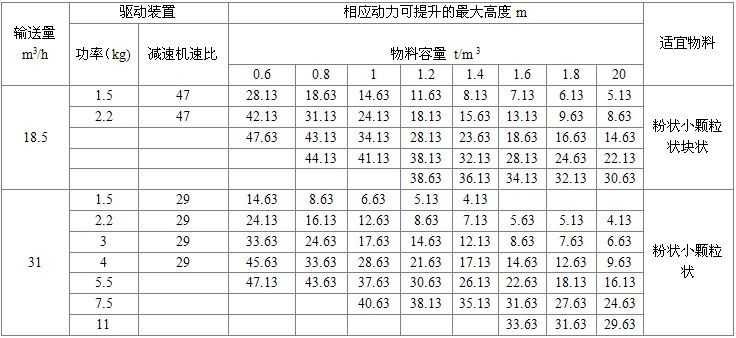 输送量 m³/h 驱动装置 相应动力可提升的最大高度 m 适宜物料
功率(kg) 减速机速比 物料容量 t/m³
0.6 0.8 1 1.2 1.4 1.6 1.8 20
18.5 1.5 47 28.13 18.63 14.63 11.63 8.13 7.13 6.13 5.13 粉状小颗粒状块状
2.2 47 42.13 31.13 24.13 18.13 15.63 13.13 9.63 8.63
47.63 43.13 34.13 28.13 23.63 18.63 16.63 14.63
44.13 41.13 38.13 32.13 28.13 24.63 22.13
38.63 36.13 34.13 32.13 30.63
31 1.5 29 14.63 8.63 6.63 5.13 4.13 粉状小颗粒状
2.2 29 24.13 16.13 12.63 8.63 7.13 5.63 5.13 4.13
3 29 33.63 24.63 17.63 14.63 12.13 8.63 7.63 6.63
4 29 45.63 33.63 28.63 21.63 17.13 14.63 12.63 9.63
5.5 47.13 43.63 37.63 30.63 26.13 22.63 18.13 16.13
7.5 40.63 38.13 35.13 31.63 27.63 24.63
11 33.63 31.63 29.63